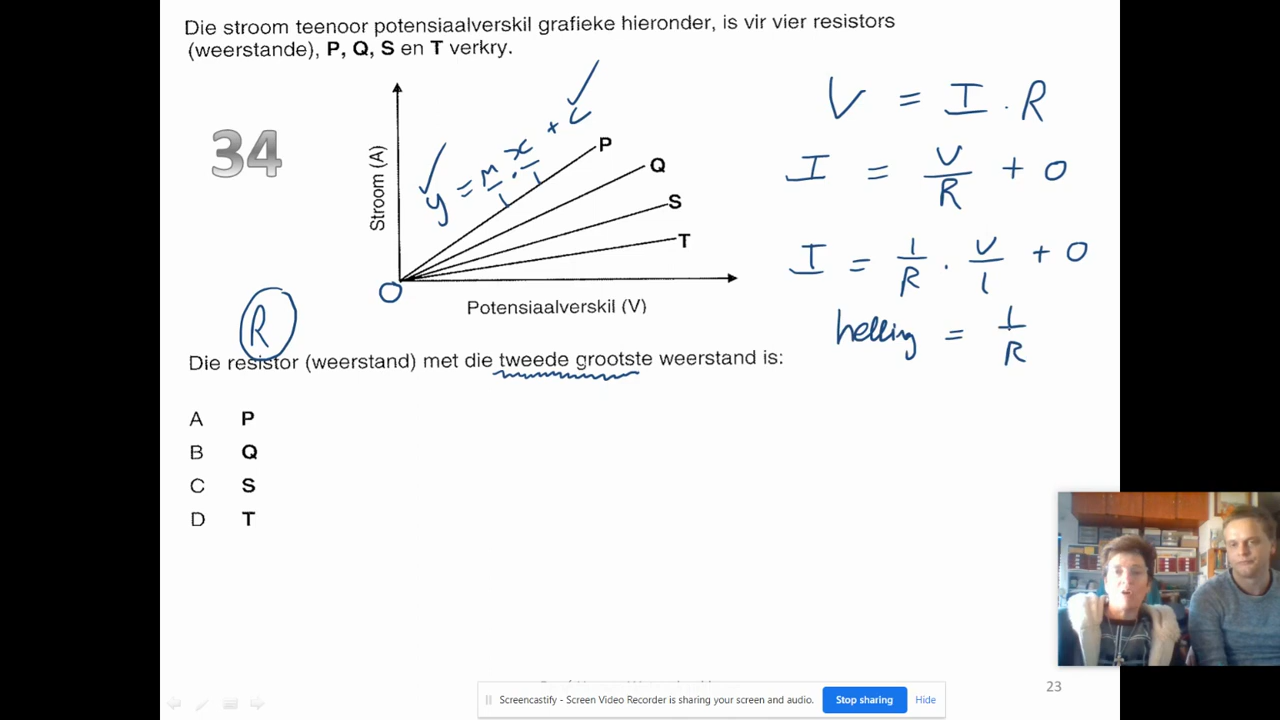 Die stroom teenoor potensiaalverskil grafieke hieronder, is vir vier resistors
(weerstande), P, Q, S en T verkry.
34
Stroom (A)
y = m/1 · x/1 + c
P
Q
S
T
O
Potensiaalverskil (V)
V = I · R
I = V/R + 0
I = 1/R · V/1 + 0
helling = 1/R
R
Die resistor (weerstand) met die tweede grootste weerstand is:
A P
B Q
C S
D T
23
Screencastify - Screen Video Recorder is sharing your screen and audio.
Stop sharing
Hide